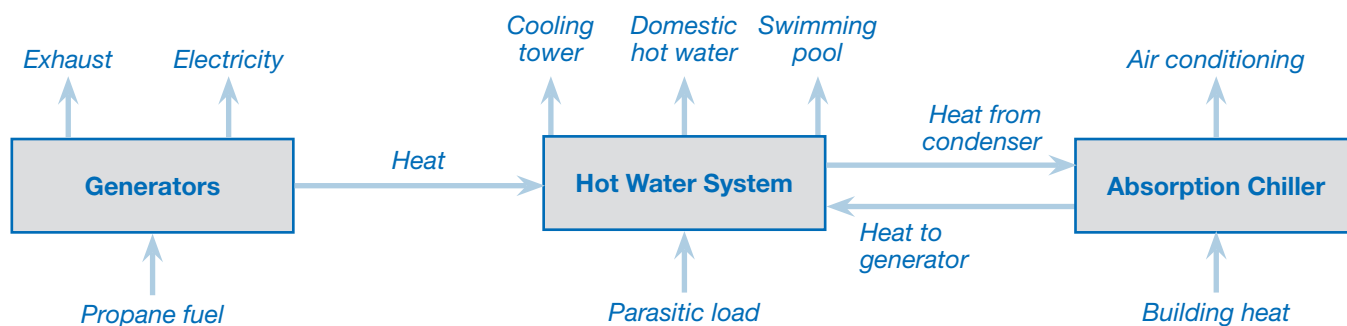 Exhaust
Electricity
Cooling
tower
Domestic
hot water
Swimming
pool
Air conditioning
Generators
Heat
Hot Water System
Heat from
condenser
Heat to
generator
Absorption Chiller
Propane fuel
Parasitic load
Building heat